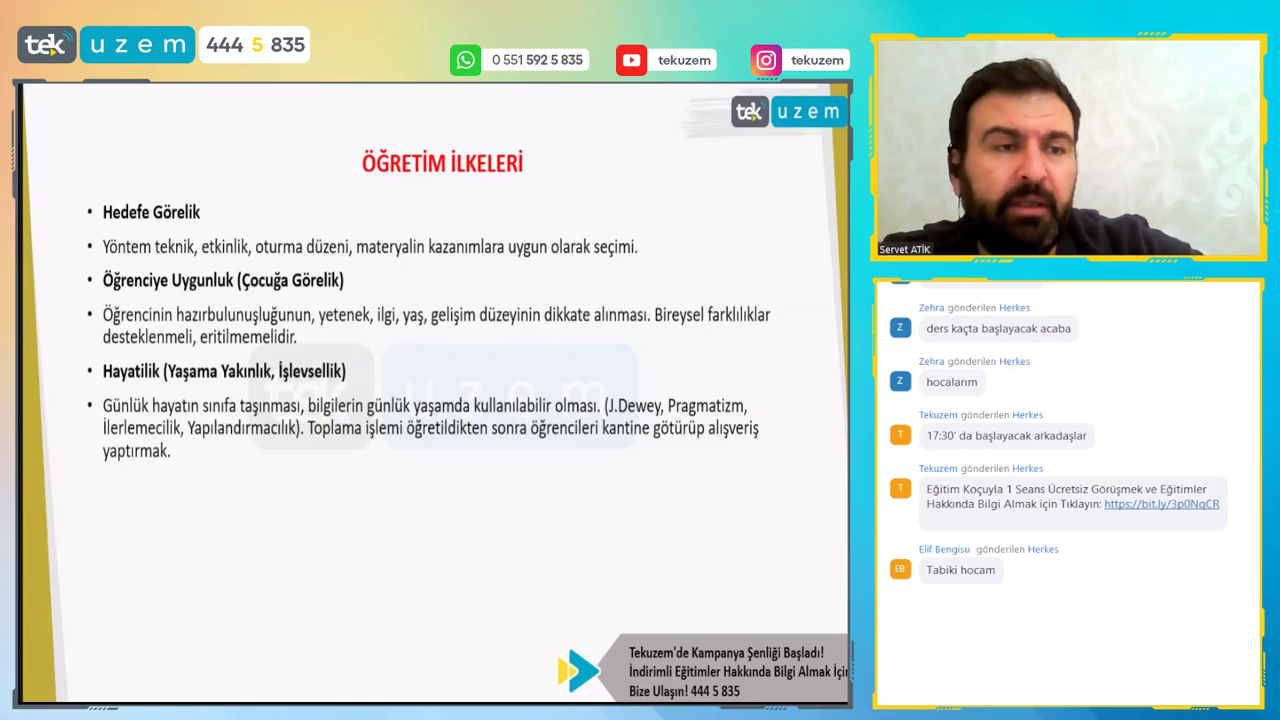 tek uzem 444 5 835
0 551 592 5 835
tekuzem
tekuzem
tek uzem
ÖĞRETİM İLKELERİ
• Hedefe Görelik
• Yöntem teknik, etkinlik, oturma düzeni, materyalin kazanımlara uygun olarak seçimi.
• Öğrenciye Uygunluk (Çocuğa Görelik)
• Öğrencinin hazırbulunuşluğunun, yetenek, ilgi, yaş, gelişim düzeyinin dikkate alınması. Bireysel farklılıklar
desteklenmeli, eritilmemelidir.
• Hayatilik (Yaşama Yakınlık, İşlevsellik)
• Günlük hayatın sınıfa taşınması, bilgilerin günlük yaşamda kullanılabilir olması. (J.Dewey, Pragmatizm,
İlerlemecilik, Yapılandırmacılık). Toplama işlemi öğretildikten sonra öğrencileri kantine götürüp alışveriş
yaptırmak.
tek uzem
Tekuzem'de Kampanya Şenliği Başladı!
İndirimli Eğitimler Hakkında Bilgi Almak İçin
Bize Ulaşın! 444 5 835
Servet ATİK
Zehra gönderilen Herkes
Z
ders kaçta başlayacak acaba
Zehra gönderilen Herkes
Z
hocalarım
Tekuzem gönderilen Herkes
T
17:30' da başlayacak arkadaşlar
Tekuzem gönderilen Herkes
T
Eğitim Koçuyla 1 Seans Ücretsiz Görüşmek ve Eğitimler
Hakkında Bilgi Almak için Tıklayın: https://bit.ly/3p0NqCR
Elif Bengisu gönderilen Herkes
EB
Tabiki hocam